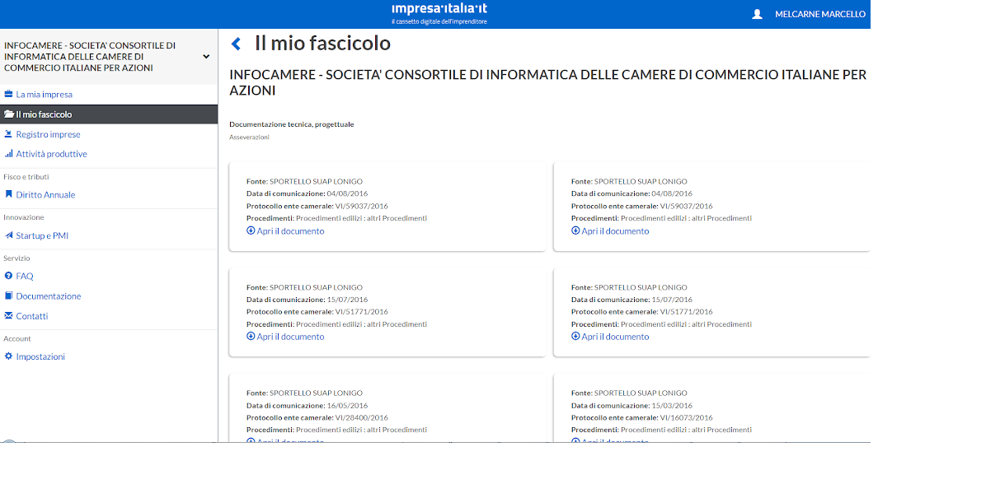 impresa.italia.it
il cassetto digitale dell'imprenditore
MELCARNE MARCELLO
INFOCAMERE - SOCIETA' CONSORTILE DI
INFORMATICA DELLE CAMERE DI
COMMERCIO ITALIANE PER AZIONI
La mia impresa
Il mio fascicolo
Registro imprese
Attività produttive
Fisco e tributi
Diritto Annuale
Innovazione
Startup e PMI
Servizio
FAQ
Documentazione
Contatti
Account
Impostazioni
Il mio fascicolo
INFOCAMERE - SOCIETA' CONSORTILE DI INFORMATICA DELLE CAMERE DI COMMERCIO ITALIANE PER
AZIONI
Documentazione tecnica, progettuale
Asseverazioni
Fonte: SPORTELLO SUAP LONIGO
Data di comunicazione: 04/08/2016
Protocollo ente camerale: VI/59037/2016
Procedimenti: Procedimenti edilizi : altri Procedimenti
Apri il documento
Fonte: SPORTELLO SUAP LONIGO
Data di comunicazione: 04/08/2016
Protocollo ente camerale: VI/59037/2016
Procedimenti: Procedimenti edilizi : altri Procedimenti
Apri il documento
Fonte: SPORTELLO SUAP LONIGO
Data di comunicazione: 15/07/2016
Protocollo ente camerale: VI/51771/2016
Procedimenti: Procedimenti edilizi : altri Procedimenti
Apri il documento
Fonte: SPORTELLO SUAP LONIGO
Data di comunicazione: 15/07/2016
Protocollo ente camerale: VI/51771/2016
Procedimenti: Procedimenti edilizi : altri Procedimenti
Apri il documento
Fonte: SPORTELLO SUAP LONIGO
Data di comunicazione: 16/05/2016
Protocollo ente camerale: VI/28400/2016
Procedimenti: Procedimenti edilizi : altri Procedimenti
Apri il documento
Fonte: SPORTELLO SUAP LONIGO
Data di comunicazione: 15/03/2016
Protocollo ente camerale: VI/16073/2016
Procedimenti: Procedimenti edilizi : altri Procedimenti
Apri il documento